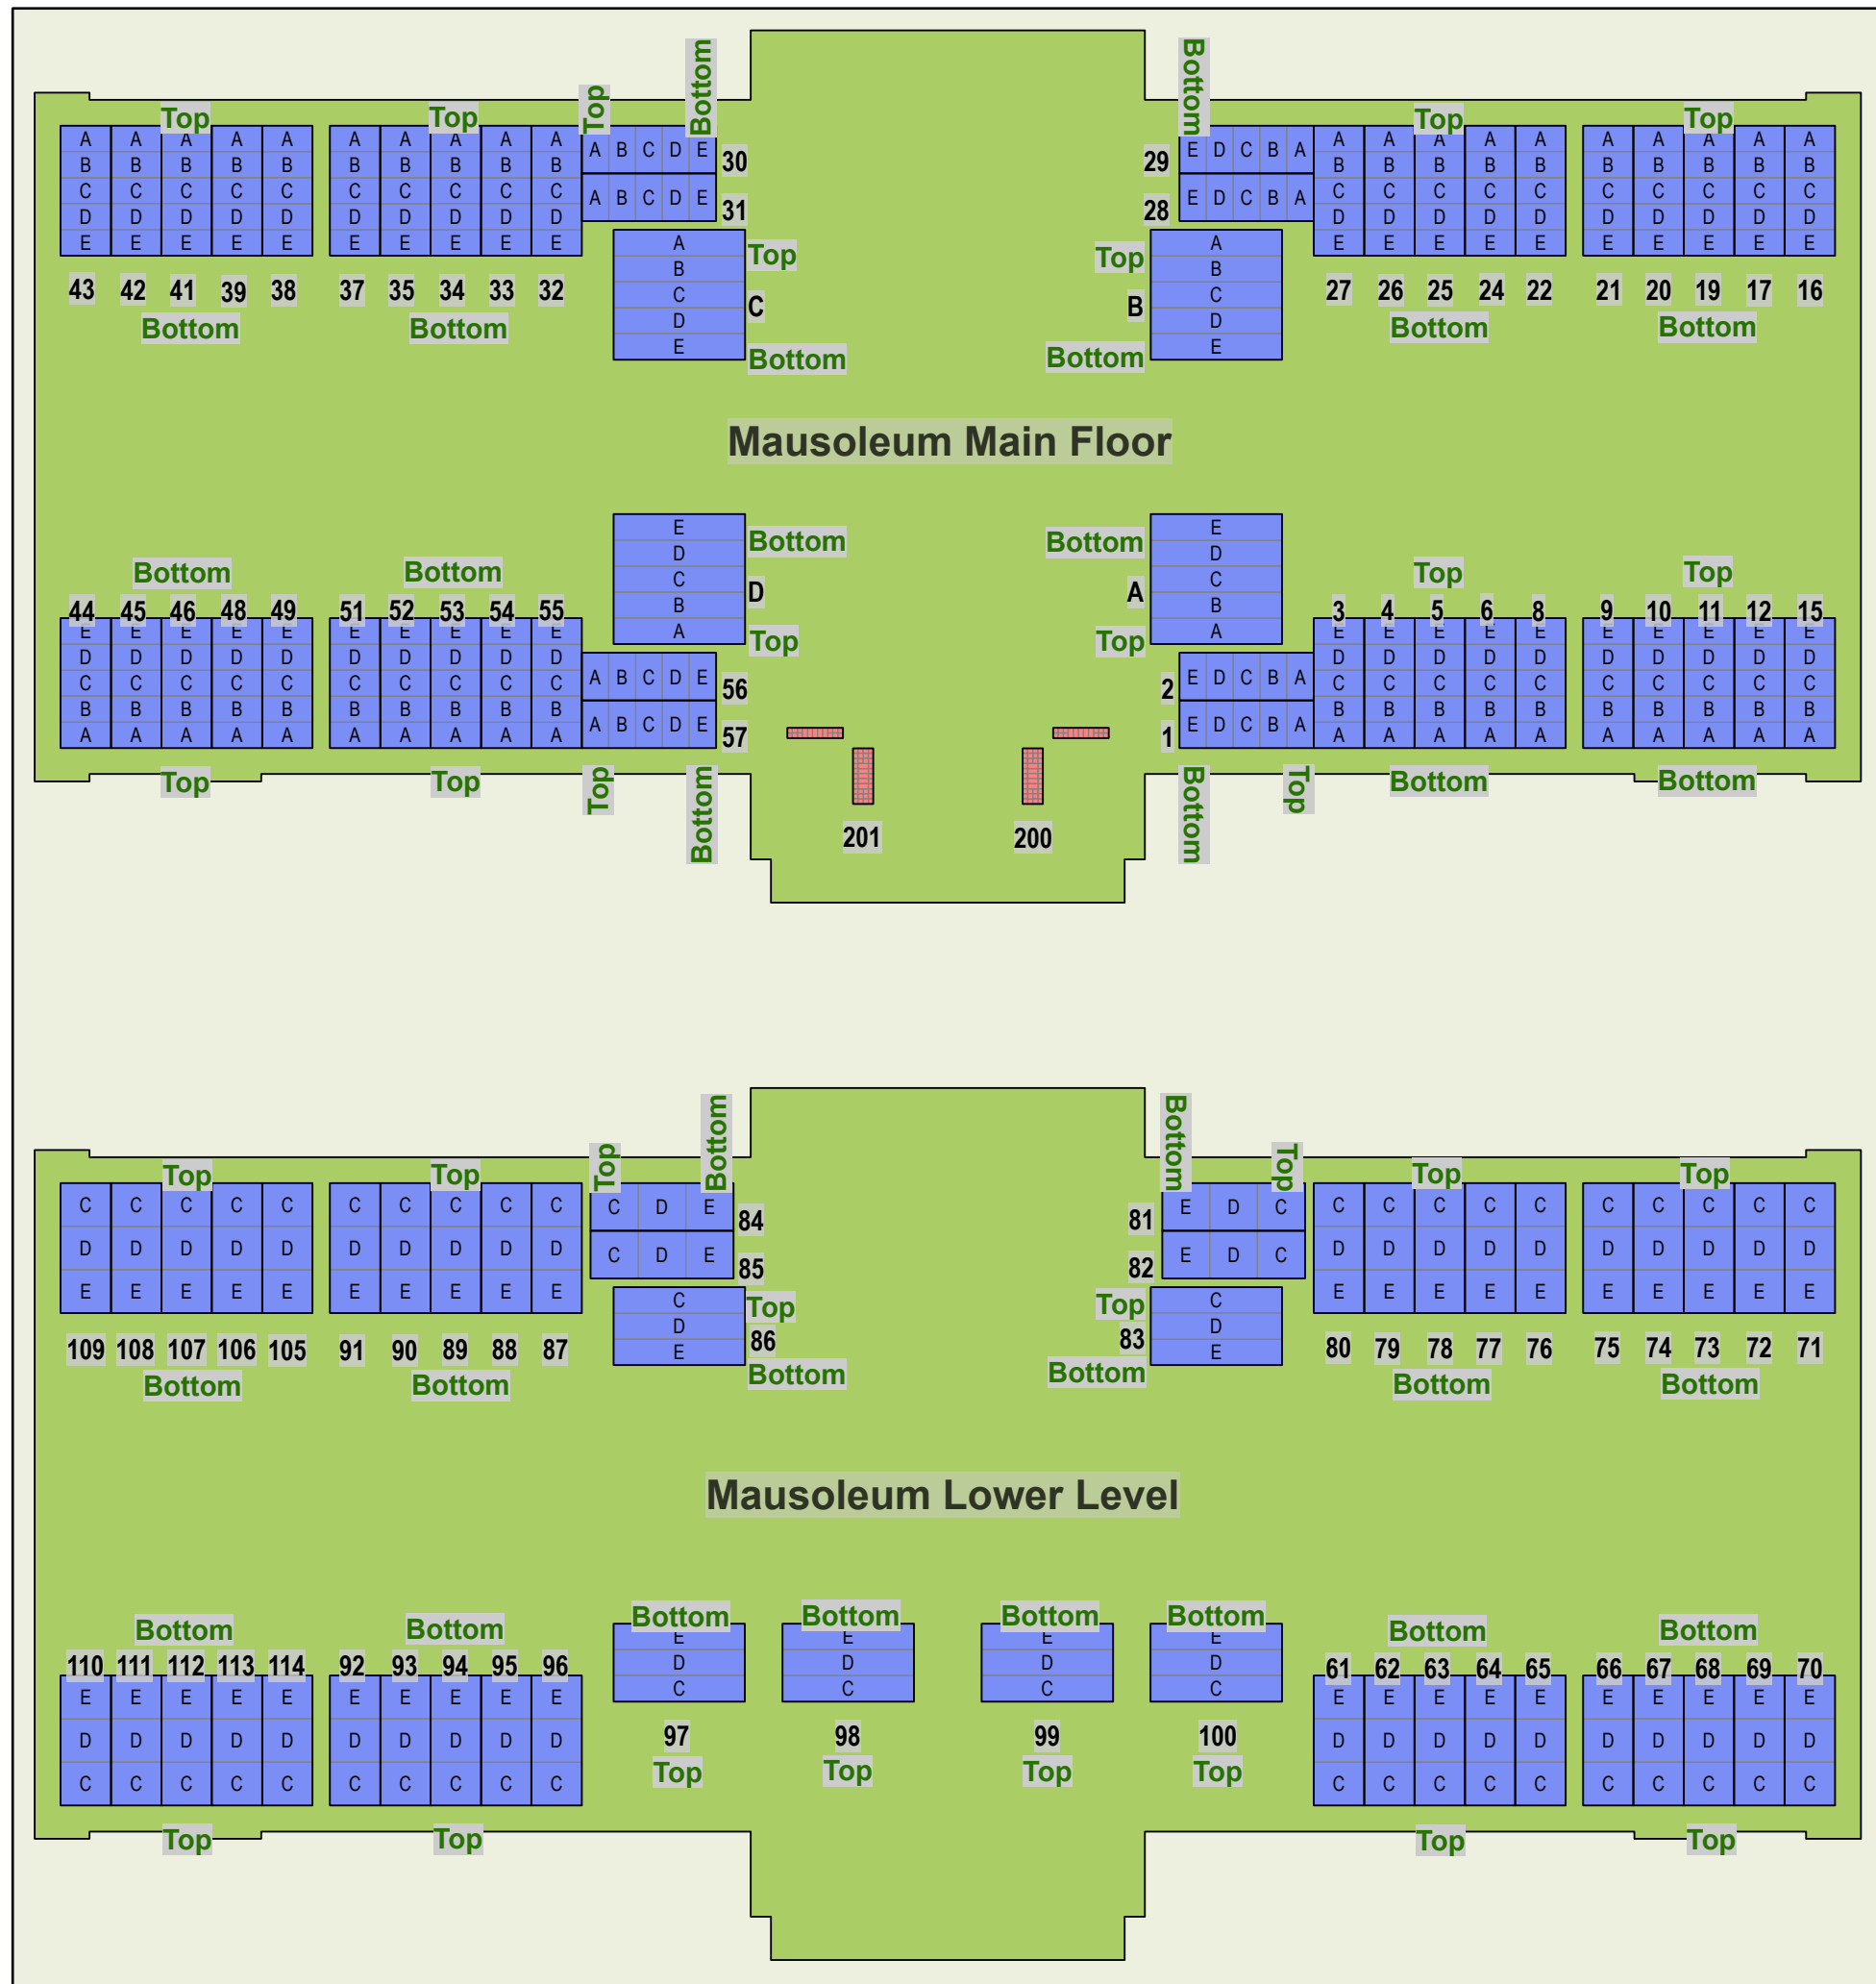 Bottom Bottom
Top Top Top Top Top
A A A A A A A A A A A B C D E 30 29 E D C B A A A A A A A A A A A
B B B B B B B B B B B B B B B B B B B B
C C C C C C C C C C A B C D E 31 28 E D C B A C C C C C C C C C C
D D D D D D D D D D D D D D D D D D D D
E E E E E E E E E E E E E E E E E E E E
A Top Top A
B B
43 42 41 39 38 37 35 34 33 32 C C B C 27 26 25 24 22 21 20 19 17 16
Bottom Bottom D D Bottom Bottom
E Bottom Bottom E
Mausoleum Main Floor
E Bottom Bottom E
D D
Bottom Bottom C D A C Top Top
44 45 46 48 49 51 52 53 54 55 B B 3 4 5 6 8 9 10 11 12 15
E E E E E E E E E E A Top Top A E E E E E E E E E E
D D D D D D D D D D D D D D D D D D D D
C C C C C C C C C C A B C D E 56 2 E D C B A C C C C C C C C C C
B B B B B B B B B B B B B B B B B B B B
A A A A A A A A A A A B C D E 57 1 E D C B A A A A A A A A A A A
Top Top Top Bottom Bottom Top Bottom Bottom
201 200
Bottom Bottom
Top Top Top Top Top Top
C C C C C C C C C C C D E 84 81 E D C C C C C C C C C C C
D D D D D D D D D D C D E 85 82 E D C D D D D D D D D D D
E E E E E E E E E E C Top Top C E E E E E E E E E E
D D
109 108 107 106 105 91 90 89 88 87 E 86 83 E 80 79 78 77 76 75 74 73 72 71
Bottom Bottom Bottom Bottom Bottom Bottom
Mausoleum Lower Level
Bottom Bottom Bottom Bottom Bottom Bottom Bottom Bottom
E E E E
110 111 112 113 114 92 93 94 95 96 D D D D 61 62 63 64 65 66 67 68 69 70
E E E E E E E E E E C C C C E E E E E E E E E E
D D D D D D D D D D 97 98 99 100 D D D D D D D D D D
C C C C C C C C C C Top Top Top Top C C C C C C C C C C
Top Top Top Top